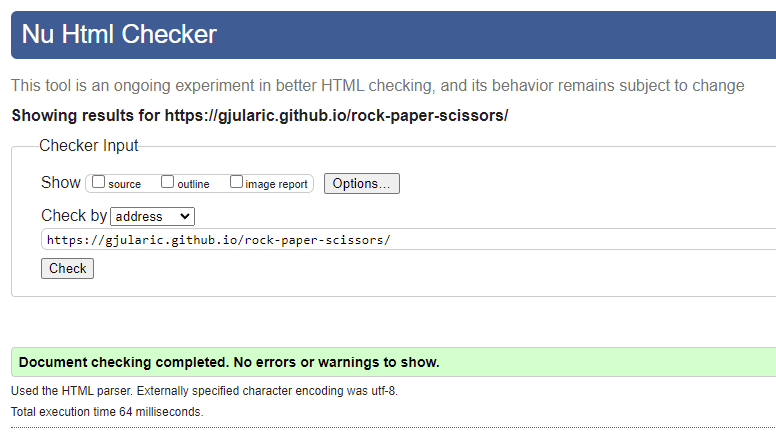 Nu Html Checker
This tool is an ongoing experiment in better HTML checking, and its behavior remains subject to change
Showing results for https://gjularic.github.io/rock-paper-scissors/
Checker Input
Show source outline image report Options...
Check by address
https://gjularic.github.io/rock-paper-scissors/
Check
Document checking completed. No errors or warnings to show.
Used the HTML parser. Externally specified character encoding was utf-8.
Total execution time 64 milliseconds.